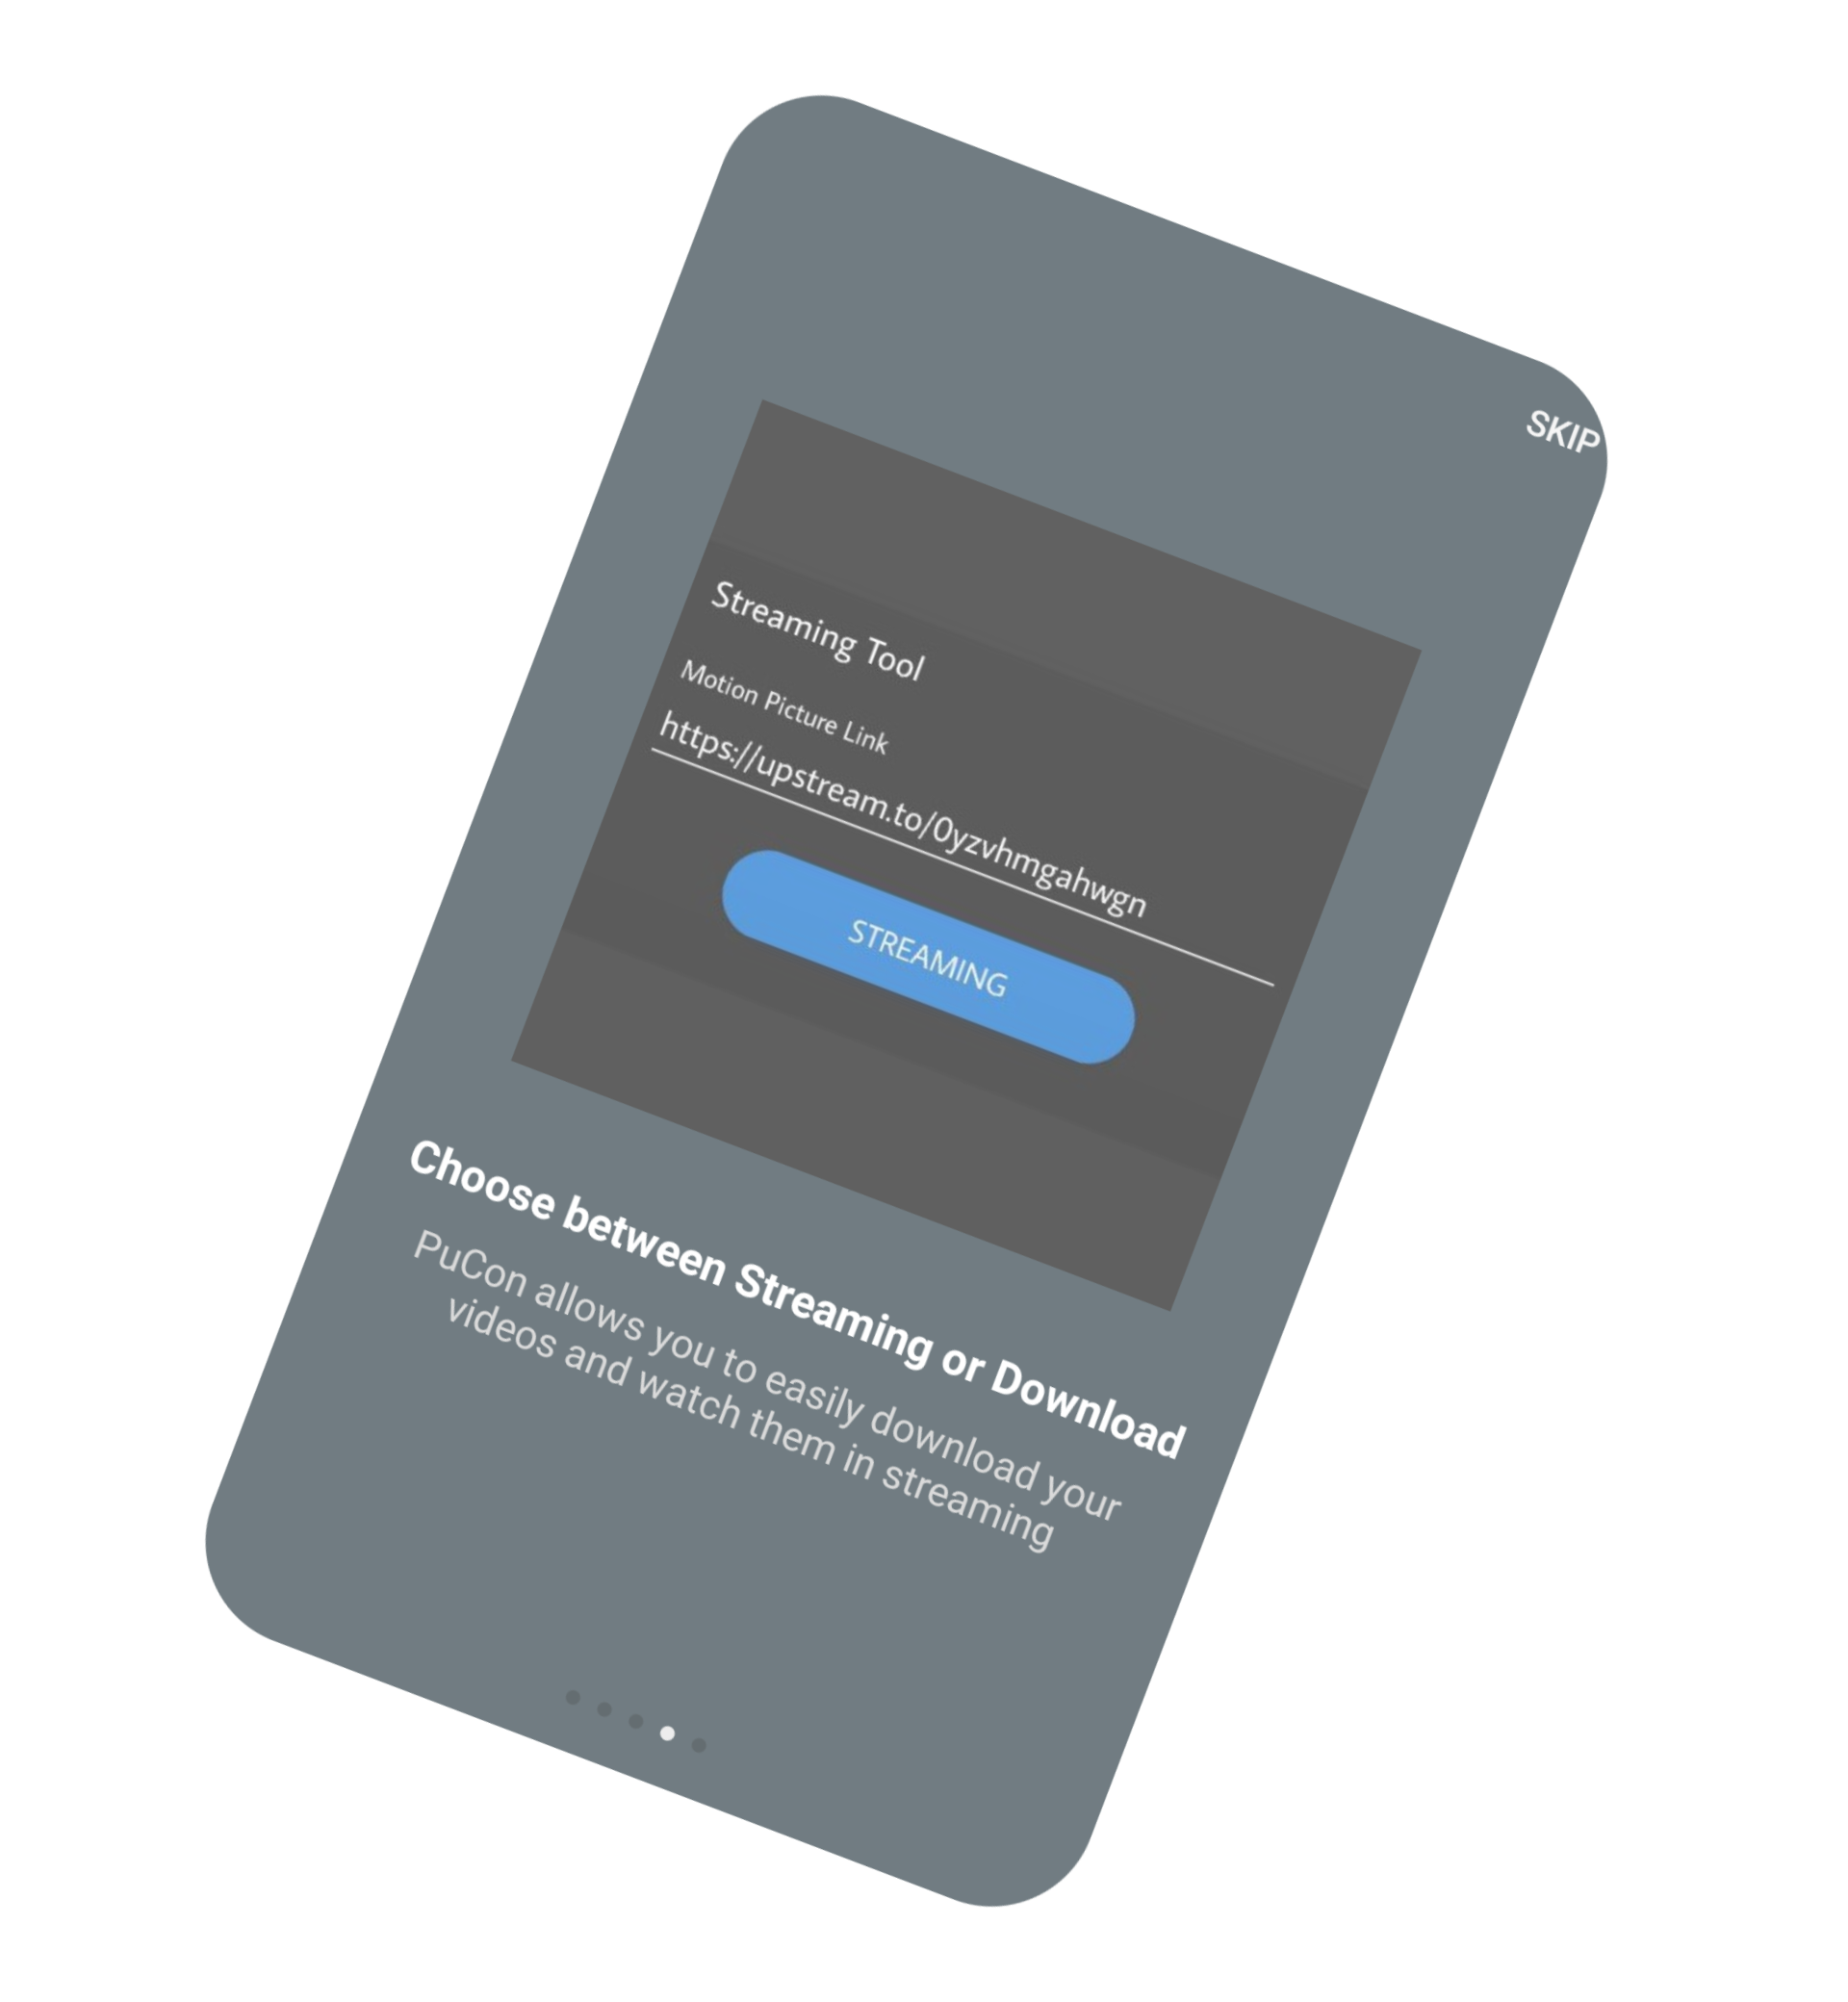 SKIP
Streaming Tool
Motion Picture Link
https://upstream.to/0yzvhmgahwgn
STREAMING
Choose between Streaming or Download
PuCon allows you to easily download your
videos and watch them in streaming